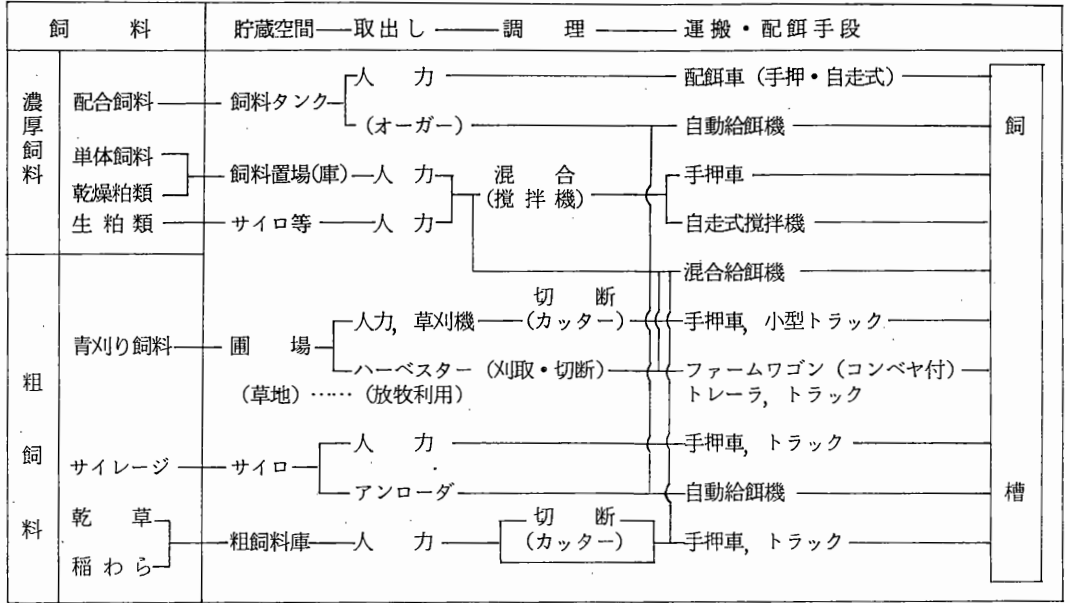 飼料 貯蔵空間 取出し 調理 運搬・配餌手段
濃厚飼料
配合飼料 飼料タンク 人力 配餌車（手押・自走式）
(オーガー) 自動給餌機
単体飼料
乾燥粕類
飼料置場(庫) 人力 混合 手押車
(攪拌機)
生粕類 サイロ等 人力 自走式攪拌機
混合給餌機
粗飼料
青刈り飼料 圃場
人力，草刈機 切断 手押車，小型トラック
(カッター)
ハーベスター（刈取・切断） ファームワゴン（コンベヤ付）
(草地)……(放牧利用) トレーラ，トラック
サイレージ サイロ
人力 手押車，トラック
アンローダ 自動給餌機
乾草
稲わら
粗飼料庫 人力 切断 手押車，トラック
(カッター)
飼槽